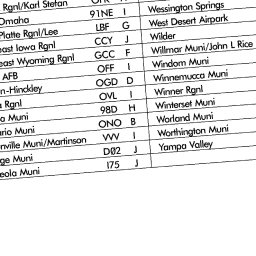 Rgnl/Karl Stefan
Omaha 91NE I Wessington Springs
Platte Rgnl/Lee LBF G West Desert Airpark
east Iowa Rgnl CCY J Wilder
east Wyoming Rgnl GCC F Willmar Muni/John L Rice
AFB OFF I Windom Muni
n-Hinckley OGD D Winnemucca Muni
Rgnl OVL I Winner Rgnl
Muni 98D H Winterset Muni
ario Muni ONO B Worland Muni
nville Muni/Martinson VVV I Worthington Muni
ge Muni DØ2 J Yampa Valley
eola Muni I75 J